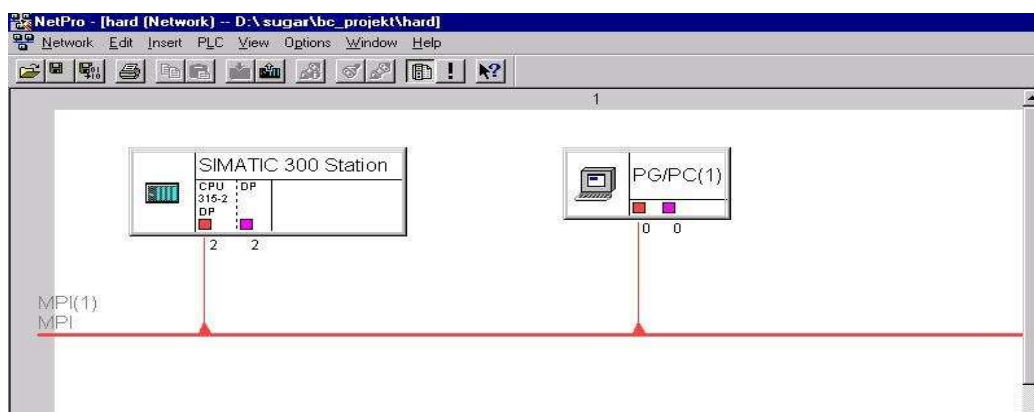 NetPro - [hard (Network) -- D:\sugar\bc_projekt\hard]
Network Edit Insert PLC View Options Window Help
1
SIMATIC 300 Station
CPU 315-2 DP
DP
2 2
PG/PC(1)
0 0
MPI(1)
MPI